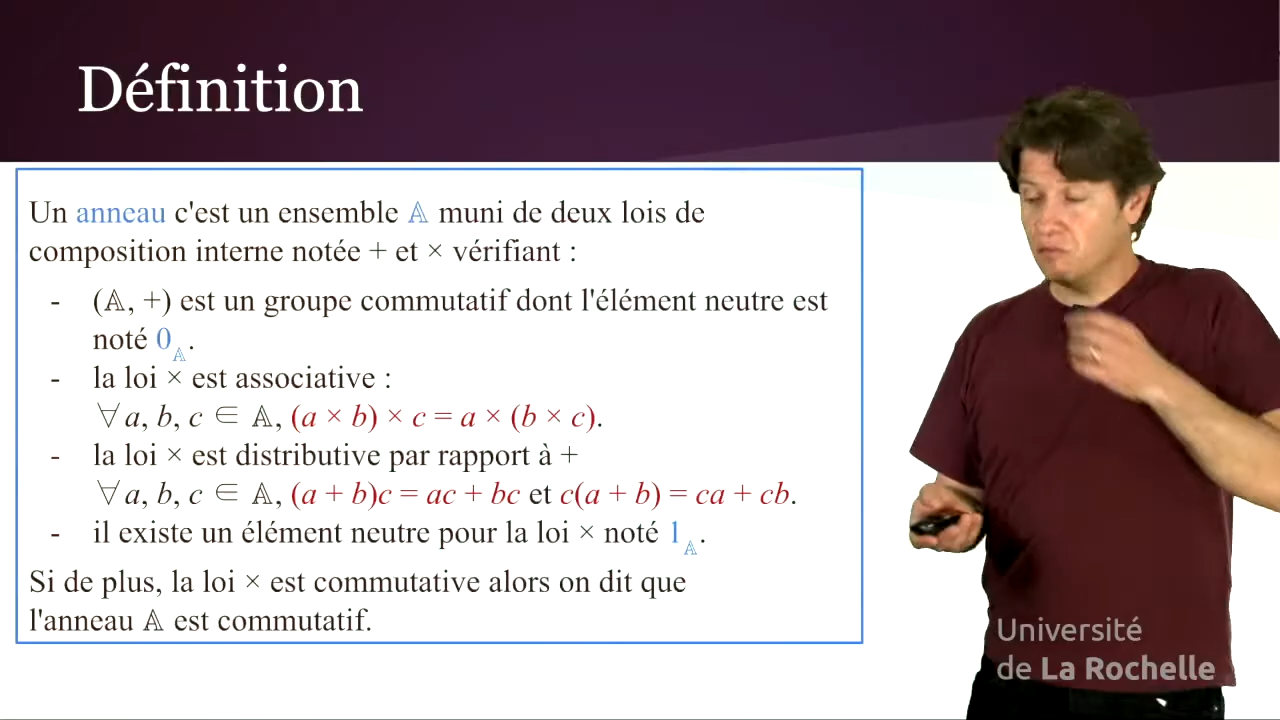 Définition
Un anneau c'est un ensemble 𝔸 muni de deux lois de
composition interne notée + et × vérifiant :
- (𝔸, +) est un groupe commutatif dont l'élément neutre est
noté 0𝔸.
- la loi × est associative :
∀ a, b, c ∈ 𝔸, (a × b) × c = a × (b × c).
- la loi × est distributive par rapport à +
∀ a, b, c ∈ 𝔸, (a + b)c = ac + bc et c(a + b) = ca + cb.
- il existe un élément neutre pour la loi × noté 1𝔸.
Si de plus, la loi × est commutative alors on dit que
l'anneau 𝔸 est commutatif.
Université
de La Rochelle